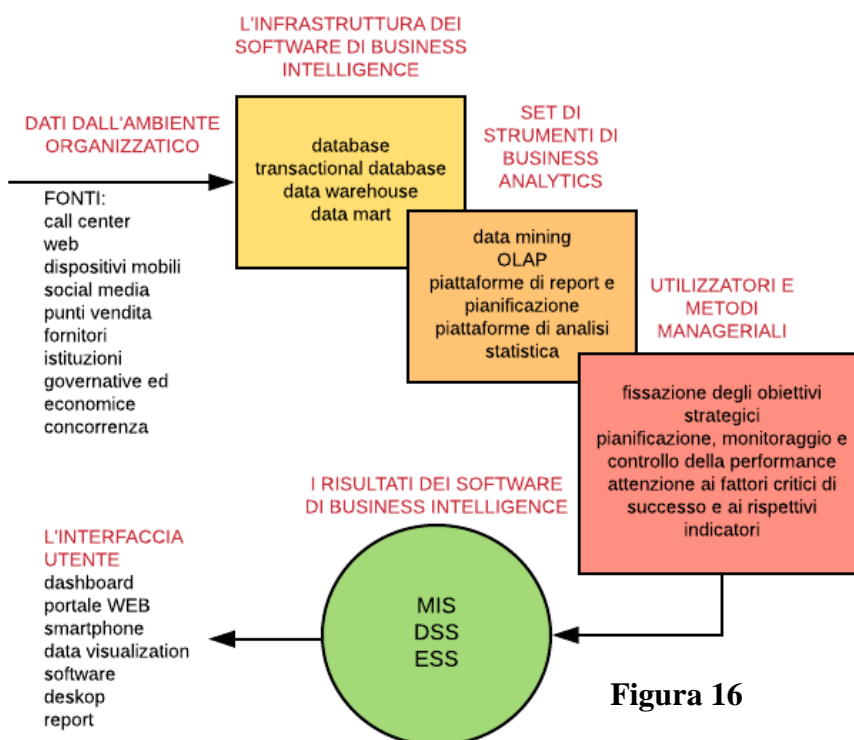 L'INFRASTRUTTURA DEI
SOFTWARE DI BUSINESS
INTELLIGENCE
DATI DALL'AMBIENTE
ORGANIZZATICO
FONTI:
call center
web
dispositivi mobili
social media
punti vendita
fornitori
istituzioni
governative ed
economice
concorrenza
database
transactional database
data warehouse
data mart
SET DI
STRUMENTI DI
BUSINESS
ANALYTICS
data mining
OLAP
piattaforme di report e
pianificazione
piattaforme di analisi
statistica
UTILIZZATORI E
METODI
MANAGERIALI
fissazione degli obiettivi
strategici
pianificazione, monitoraggio e
controllo della performance
attenzione ai fattori critici di
successo e ai rispettivi
indicatori
I RISULTATI DEI SOFTWARE
DI BUSINESS INTELLIGENCE
MIS
DSS
ESS
L'INTERFACCIA
UTENTE
dashboard
portale WEB
smartphone
data visualization
software
deskop
report
Figura 16